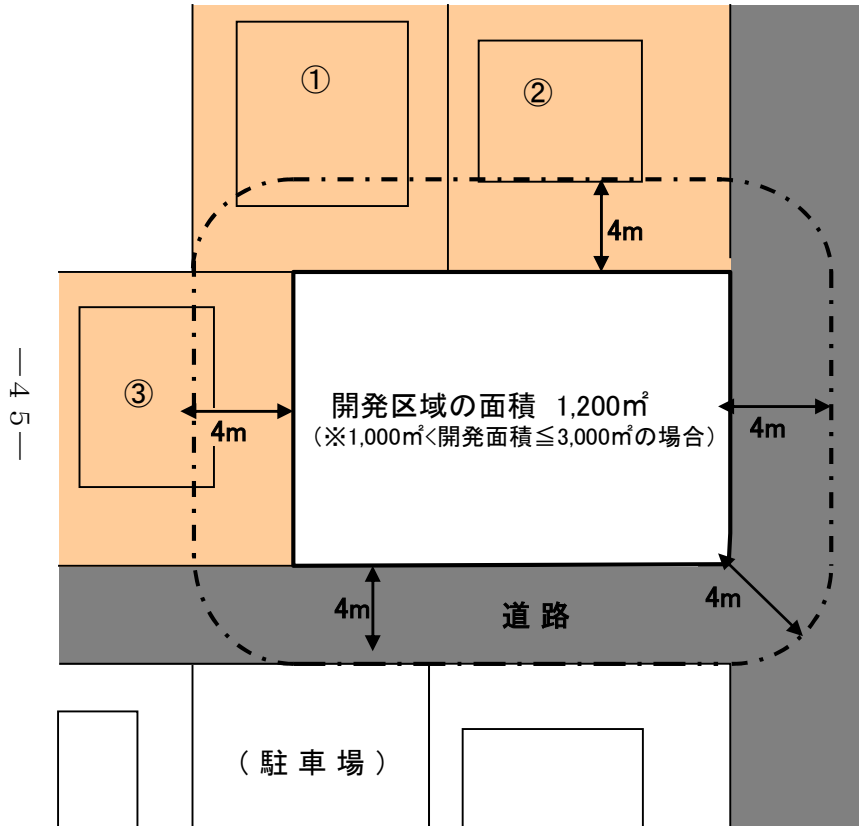 ①
②
4m
③
4m
開発区域の面積 1,200㎡
(※1,000㎡<開発面積≦3,000㎡の場合)
4m
4m
道 路
4m
(駐 車 場)
―45―